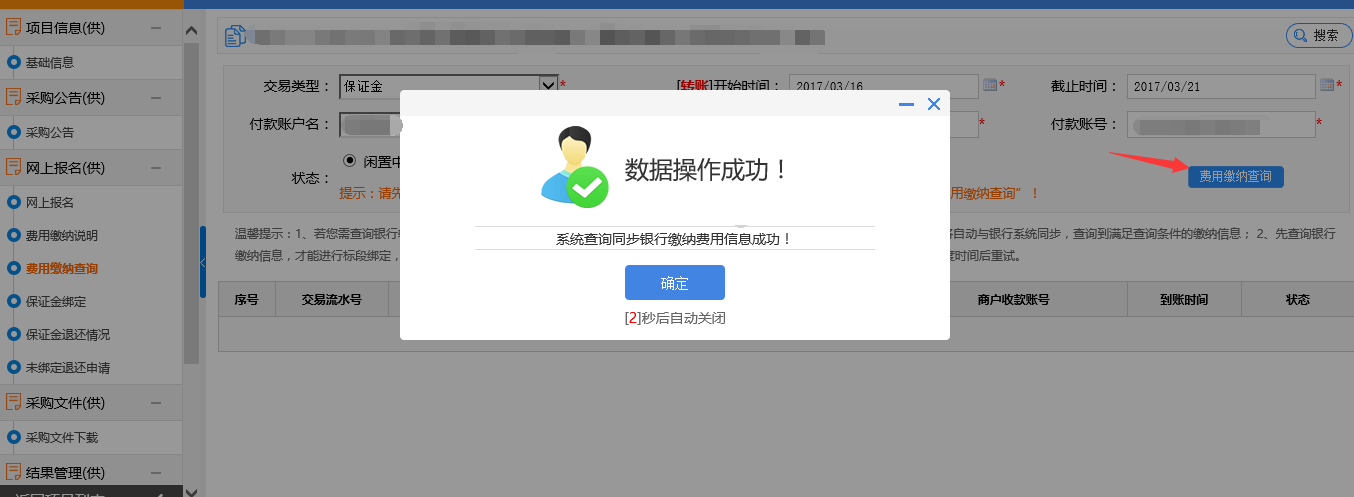 项目信息(供)
基础信息
采购公告(供)
采购公告
网上报名(供)
网上报名
费用缴纳说明
费用缴纳查询
保证金绑定
保证金退还情况
未绑定退还申请
采购文件(供)
采购文件下载
结果管理(供)
搜索
交易类型： 保证金 * [转账]开始时间： 2017/03/16 * 截止时间： 2017/03/21 *
付款账户名： * 付款账号： *
状态： 闲置中
提示：请先 用缴纳查询”！
费用缴纳查询
温馨提示：1、若您需查询银行 自动与银行系统同步，查询到满足查询条件的缴纳信息； 2、先查询银行
缴纳信息，才能进行标段绑定， 时间后重试。
序号 交易流水号 商户收款账号 到账时间 状态
数据操作成功！
系统查询同步银行缴纳费用信息成功！
确定
[2]秒后自动关闭